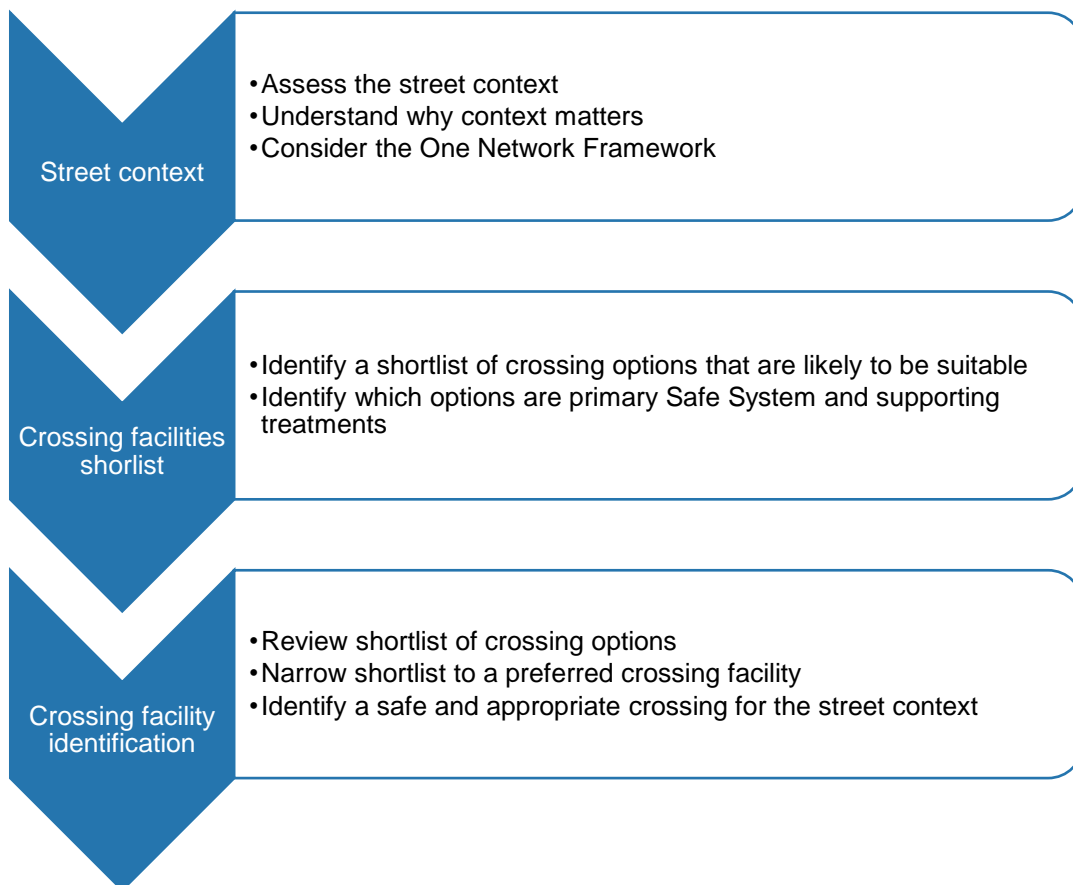 Street context
•Assess the street context
•Understand why context matters
•Consider the One Network Framework
Crossing facilities
shorlist
•Identify a shortlist of crossing options that are likely to be suitable
•Identify which options are primary Safe System and supporting
treatments
Crossing facility
identification
•Review shortlist of crossing options
•Narrow shortlist to a preferred crossing facility
•Identify a safe and appropriate crossing for the street context